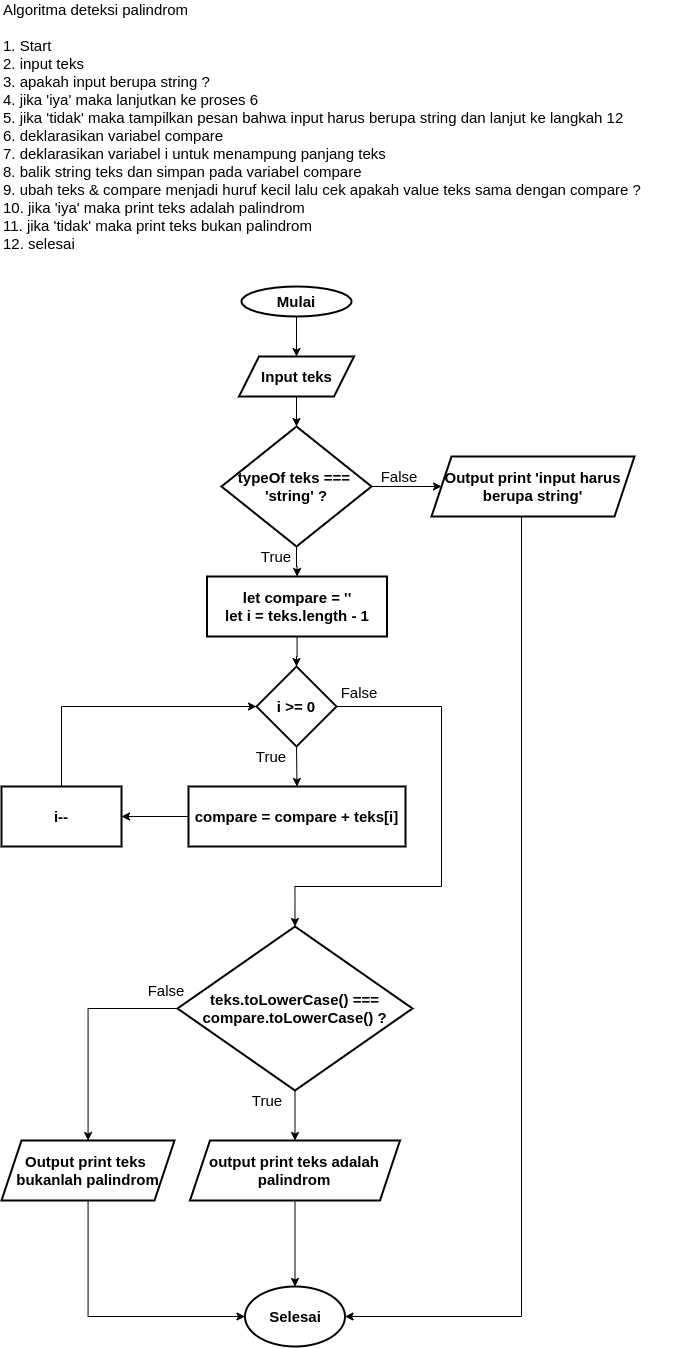 Algoritma deteksi palindrom
1. Start
2. input teks
3. apakah input berupa string ?
4. jika 'iya' maka lanjutkan ke proses 6
5. jika 'tidak' maka tampilkan pesan bahwa input harus berupa string dan lanjut ke langkah 12
6. deklarasikan variabel compare
7. deklarasikan variabel i untuk menampung panjang teks
8. balik string teks dan simpan pada variabel compare
9. ubah teks & compare menjadi huruf kecil lalu cek apakah value teks sama dengan compare ?
10. jika 'iya' maka print teks adalah palindrom
11. jika 'tidak' maka print teks bukan palindrom
12. selesai
Mulai
Input teks
typeOf teks ===
'string' ?
False
Output print 'input harus
berupa string'
True
let compare = ''
let i = teks.length - 1
i >= 0
False
True
i--
compare = compare + teks[i]
False
teks.toLowerCase() ===
compare.toLowerCase() ?
True
Output print teks
bukanlah palindrom
output print teks adalah
palindrom
Selesai